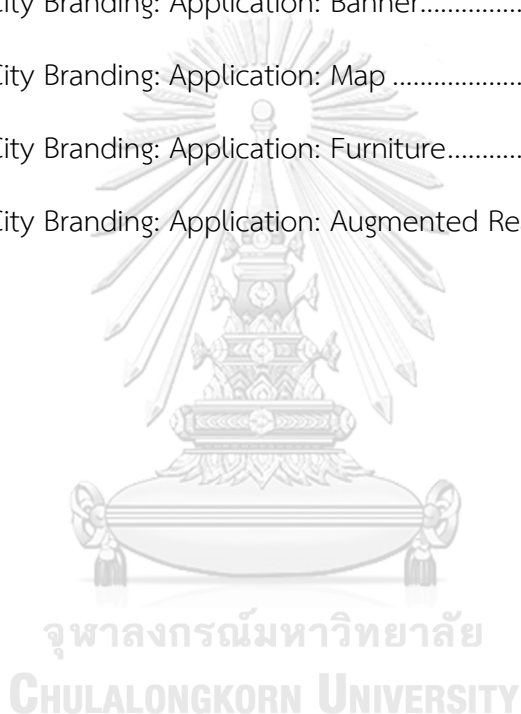 City Branding: Application: Banner................
City Branding: Application: Map ...................
City Branding: Application: Furniture...........
City Branding: Application: Augmented
จุฬาลงกรณ์มหาวิทยาลัย
CHULALONGKORN UNIVERSITY